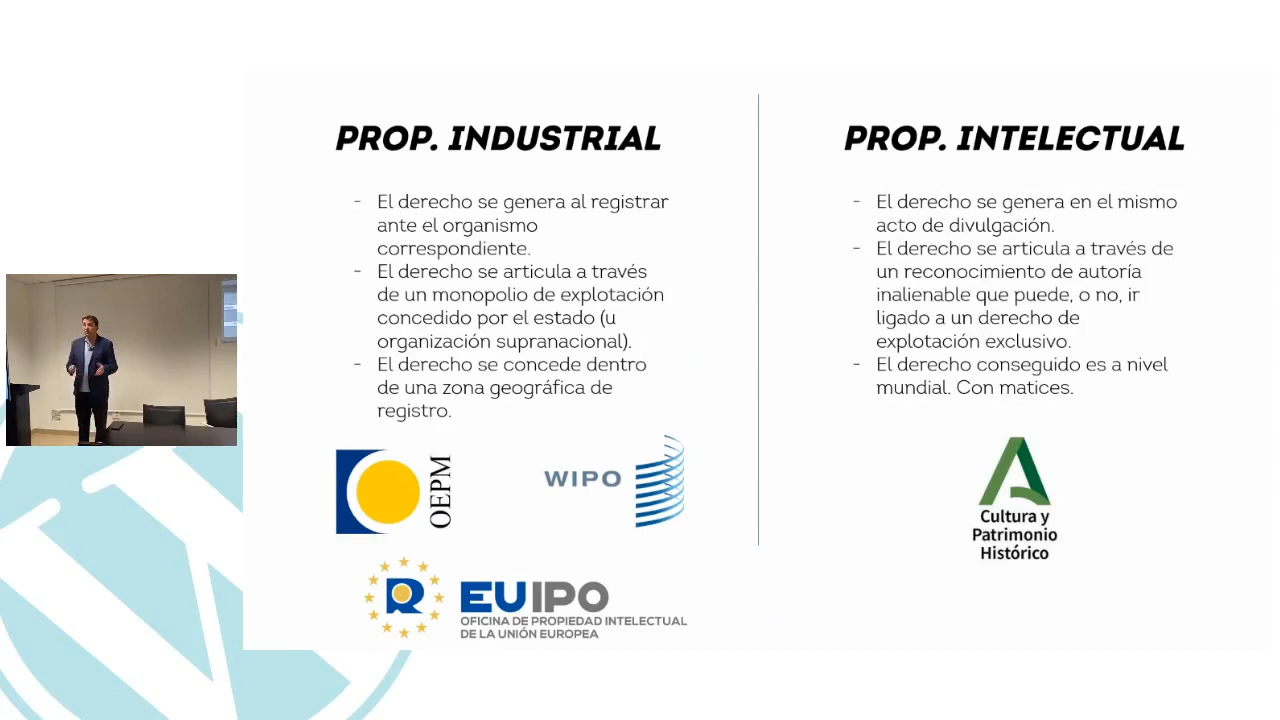 PROP. INDUSTRIAL
- El derecho se genera al registrar
ante el organismo
correspondiente.
- El derecho se articula a través
de un monopolio de explotación
concedido por el estado (u
organización supranacional).
- El derecho se concede dentro
de una zona geográfica de
registro.
OEPM
WIPO
EUIPO
OFICINA DE PROPIEDAD INTELECTUAL
DE LA UNIÓN EUROPEA
PROP. INTELECTUAL
- El derecho se genera en el mismo
acto de divulgación.
- El derecho se articula a través de
un reconocimiento de autoría
inalienable que puede, o no, ir
ligado a un derecho de
explotación exclusivo.
- El derecho conseguido es a nivel
mundial. Con matices.
Cultura y
Patrimonio
Histórico